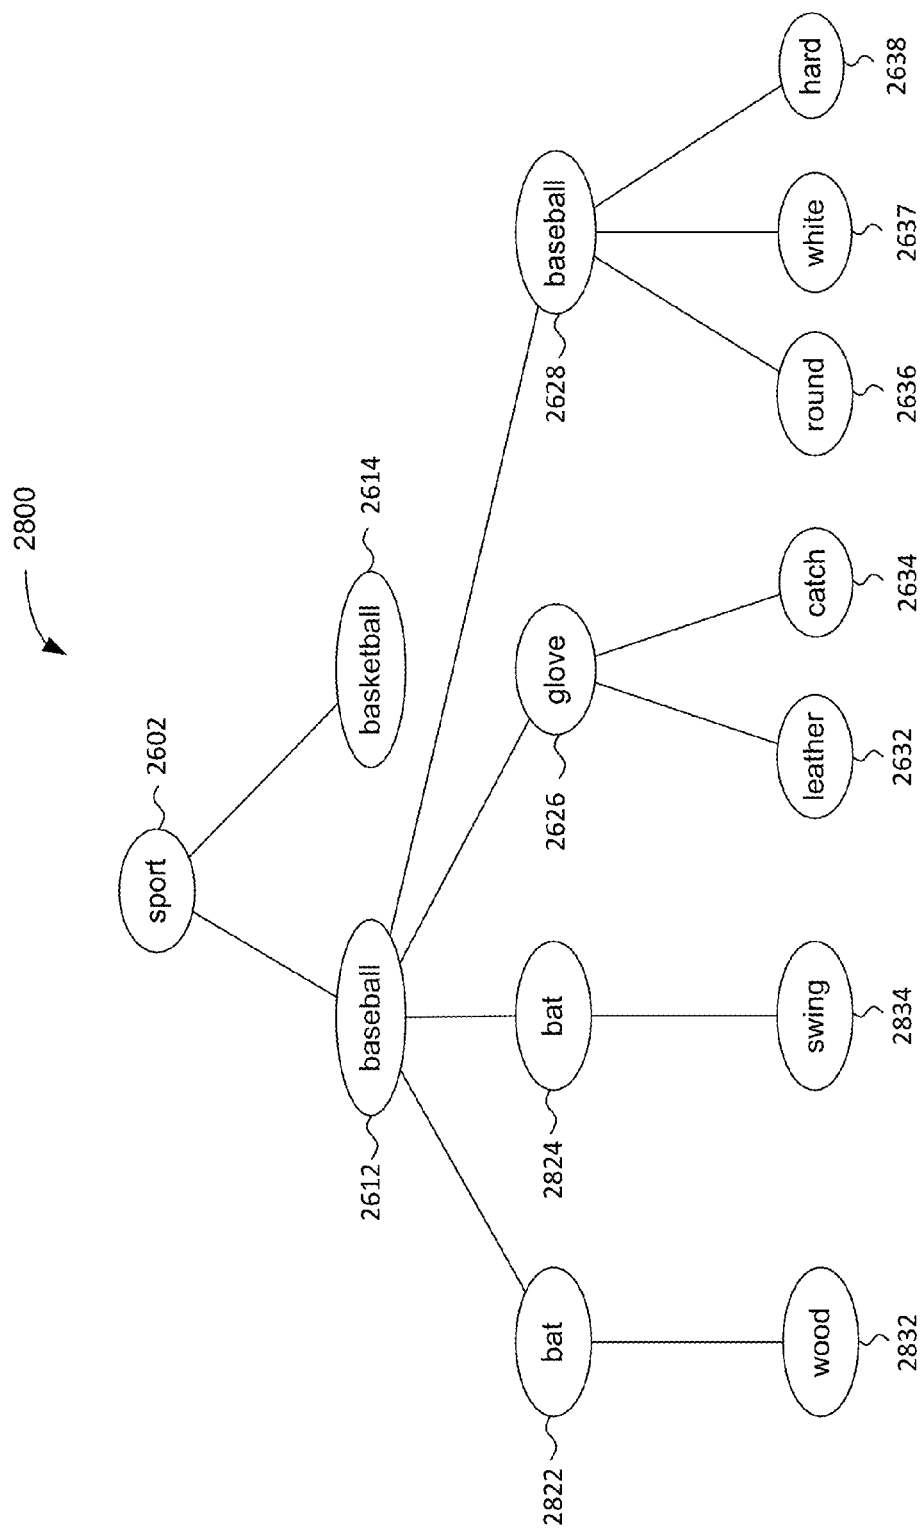 2800
sport
2602
baseball
2612
basketball
2614
bat
2822
bat
2824
glove
2626
baseball
2628
wood
2832
swing
2834
leather
2632
catch
2634
round
2636
white
2637
hard
2638